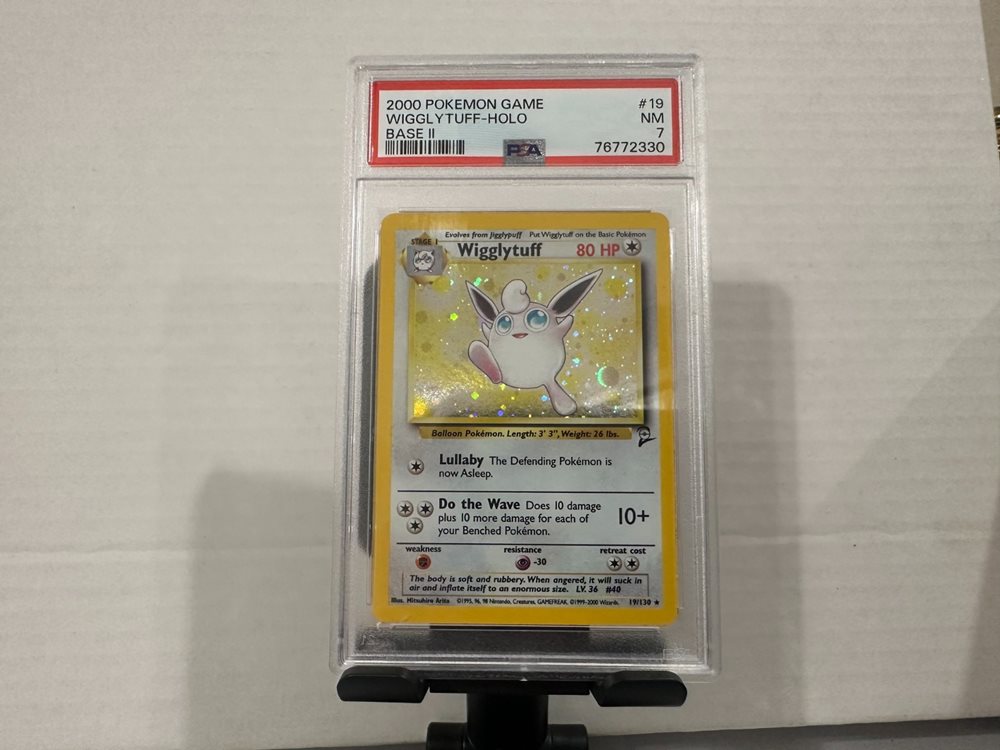 2000 POKEMON GAME #19
WIGGLYTUFF-HOLO NM
BASE II 7
PSA 76772330
Evolves from Jigglypuff Put Wigglytuff on the Basic Pokémon
STAGE 1
Wigglytuff 80 HP
Balloon Pokémon. Length: 3' 3", Weight: 26 lbs.
Lullaby The Defending Pokémon is
now Asleep.
Do the Wave Does 10 damage
plus 10 more damage for each of
your Benched Pokémon.
10+
weakness resistance retreat cost
-30
The body is soft and rubbery. When angered, it will suck in
air and inflate itself to an enormous size. LV. 36 #40
Illus. Mitsuhiro Arita ©1995, 96, 98 Nintendo, Creatures, GAMEFREAK. ©1999-2000 Wizards. 19/130 ★